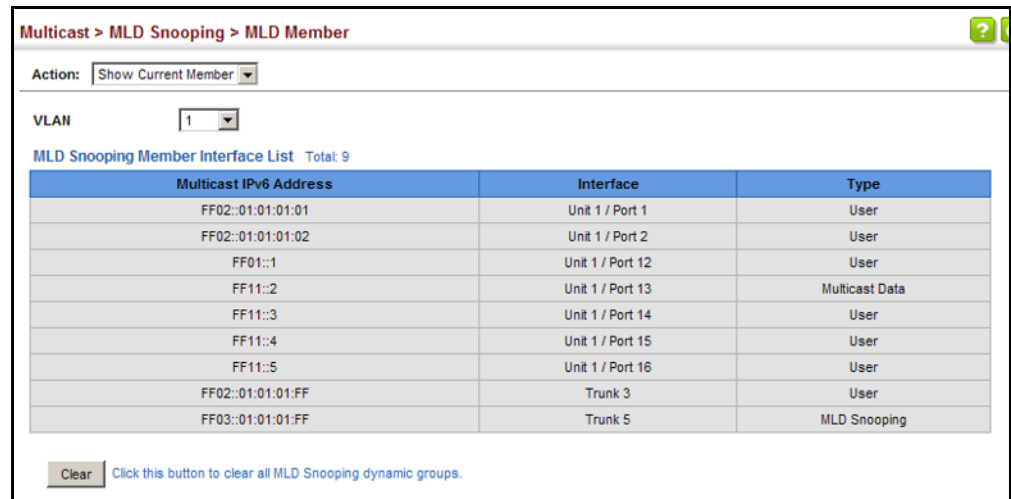 Multicast > MLD Snooping > MLD Member
?
Action: Show Current Member
VLAN 1
MLD Snooping Member Interface List Total: 9
Multicast IPv6 Address Interface Type
FF02::01:01:01:01 Unit 1 / Port 1 User
FF02::01:01:01:02 Unit 1 / Port 2 User
FF01::1 Unit 1 / Port 12 User
FF11::2 Unit 1 / Port 13 Multicast Data
FF11::3 Unit 1 / Port 14 User
FF11::4 Unit 1 / Port 15 User
FF11::5 Unit 1 / Port 16 User
FF02::01:01:01:FF Trunk 3 User
FF03::01:01:01:FF Trunk 5 MLD Snooping
Clear Click this button to clear all MLD Snooping dynamic groups.